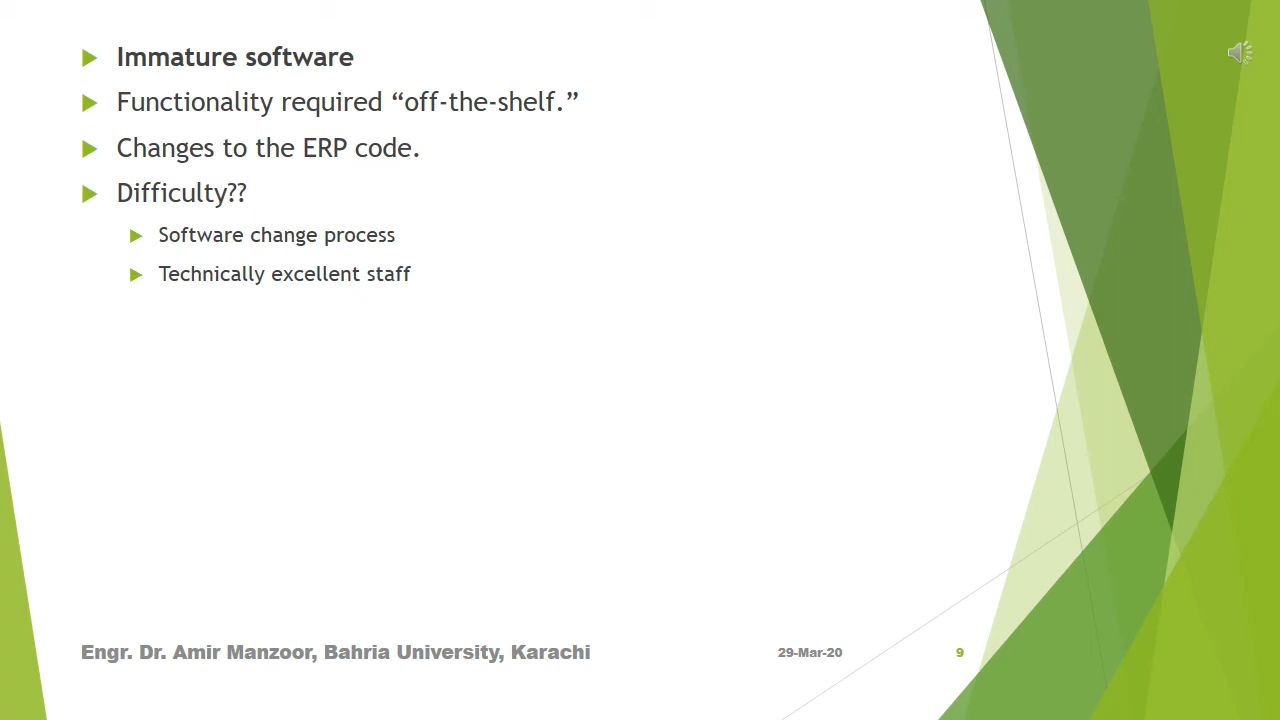 Immature software
Functionality required “off-the-shelf.”
Changes to the ERP code.
Difficulty??
Software change process
Technically excellent staff
Engr. Dr. Amir Manzoor, Bahria University, Karachi
29-Mar-20
9